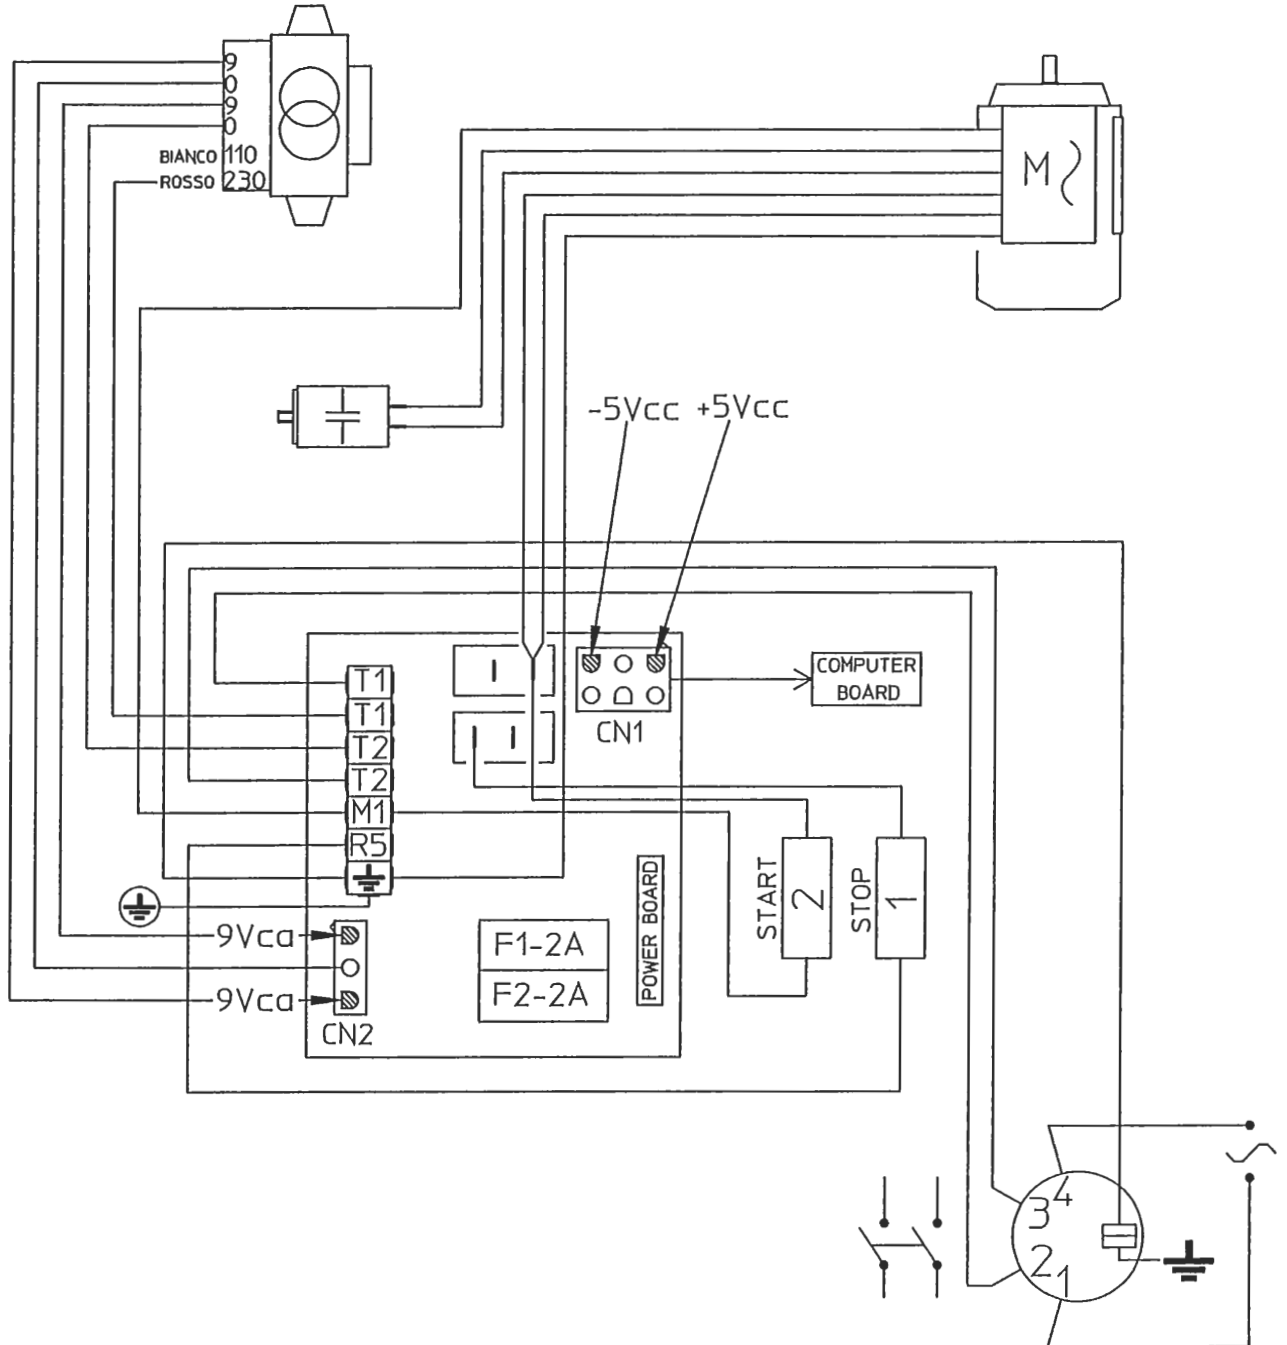 9
0
9
0
BIANCO 110
ROSSO 230
M
-5Vcc +5Vcc
T1
T1
T2
T2
M1
R5
CN1
COMPUTER
BOARD
START
2
STOP
1
POWER BOARD
9Vca
9Vca
CN2
F1-2A
F2-2A
4
3
2
1